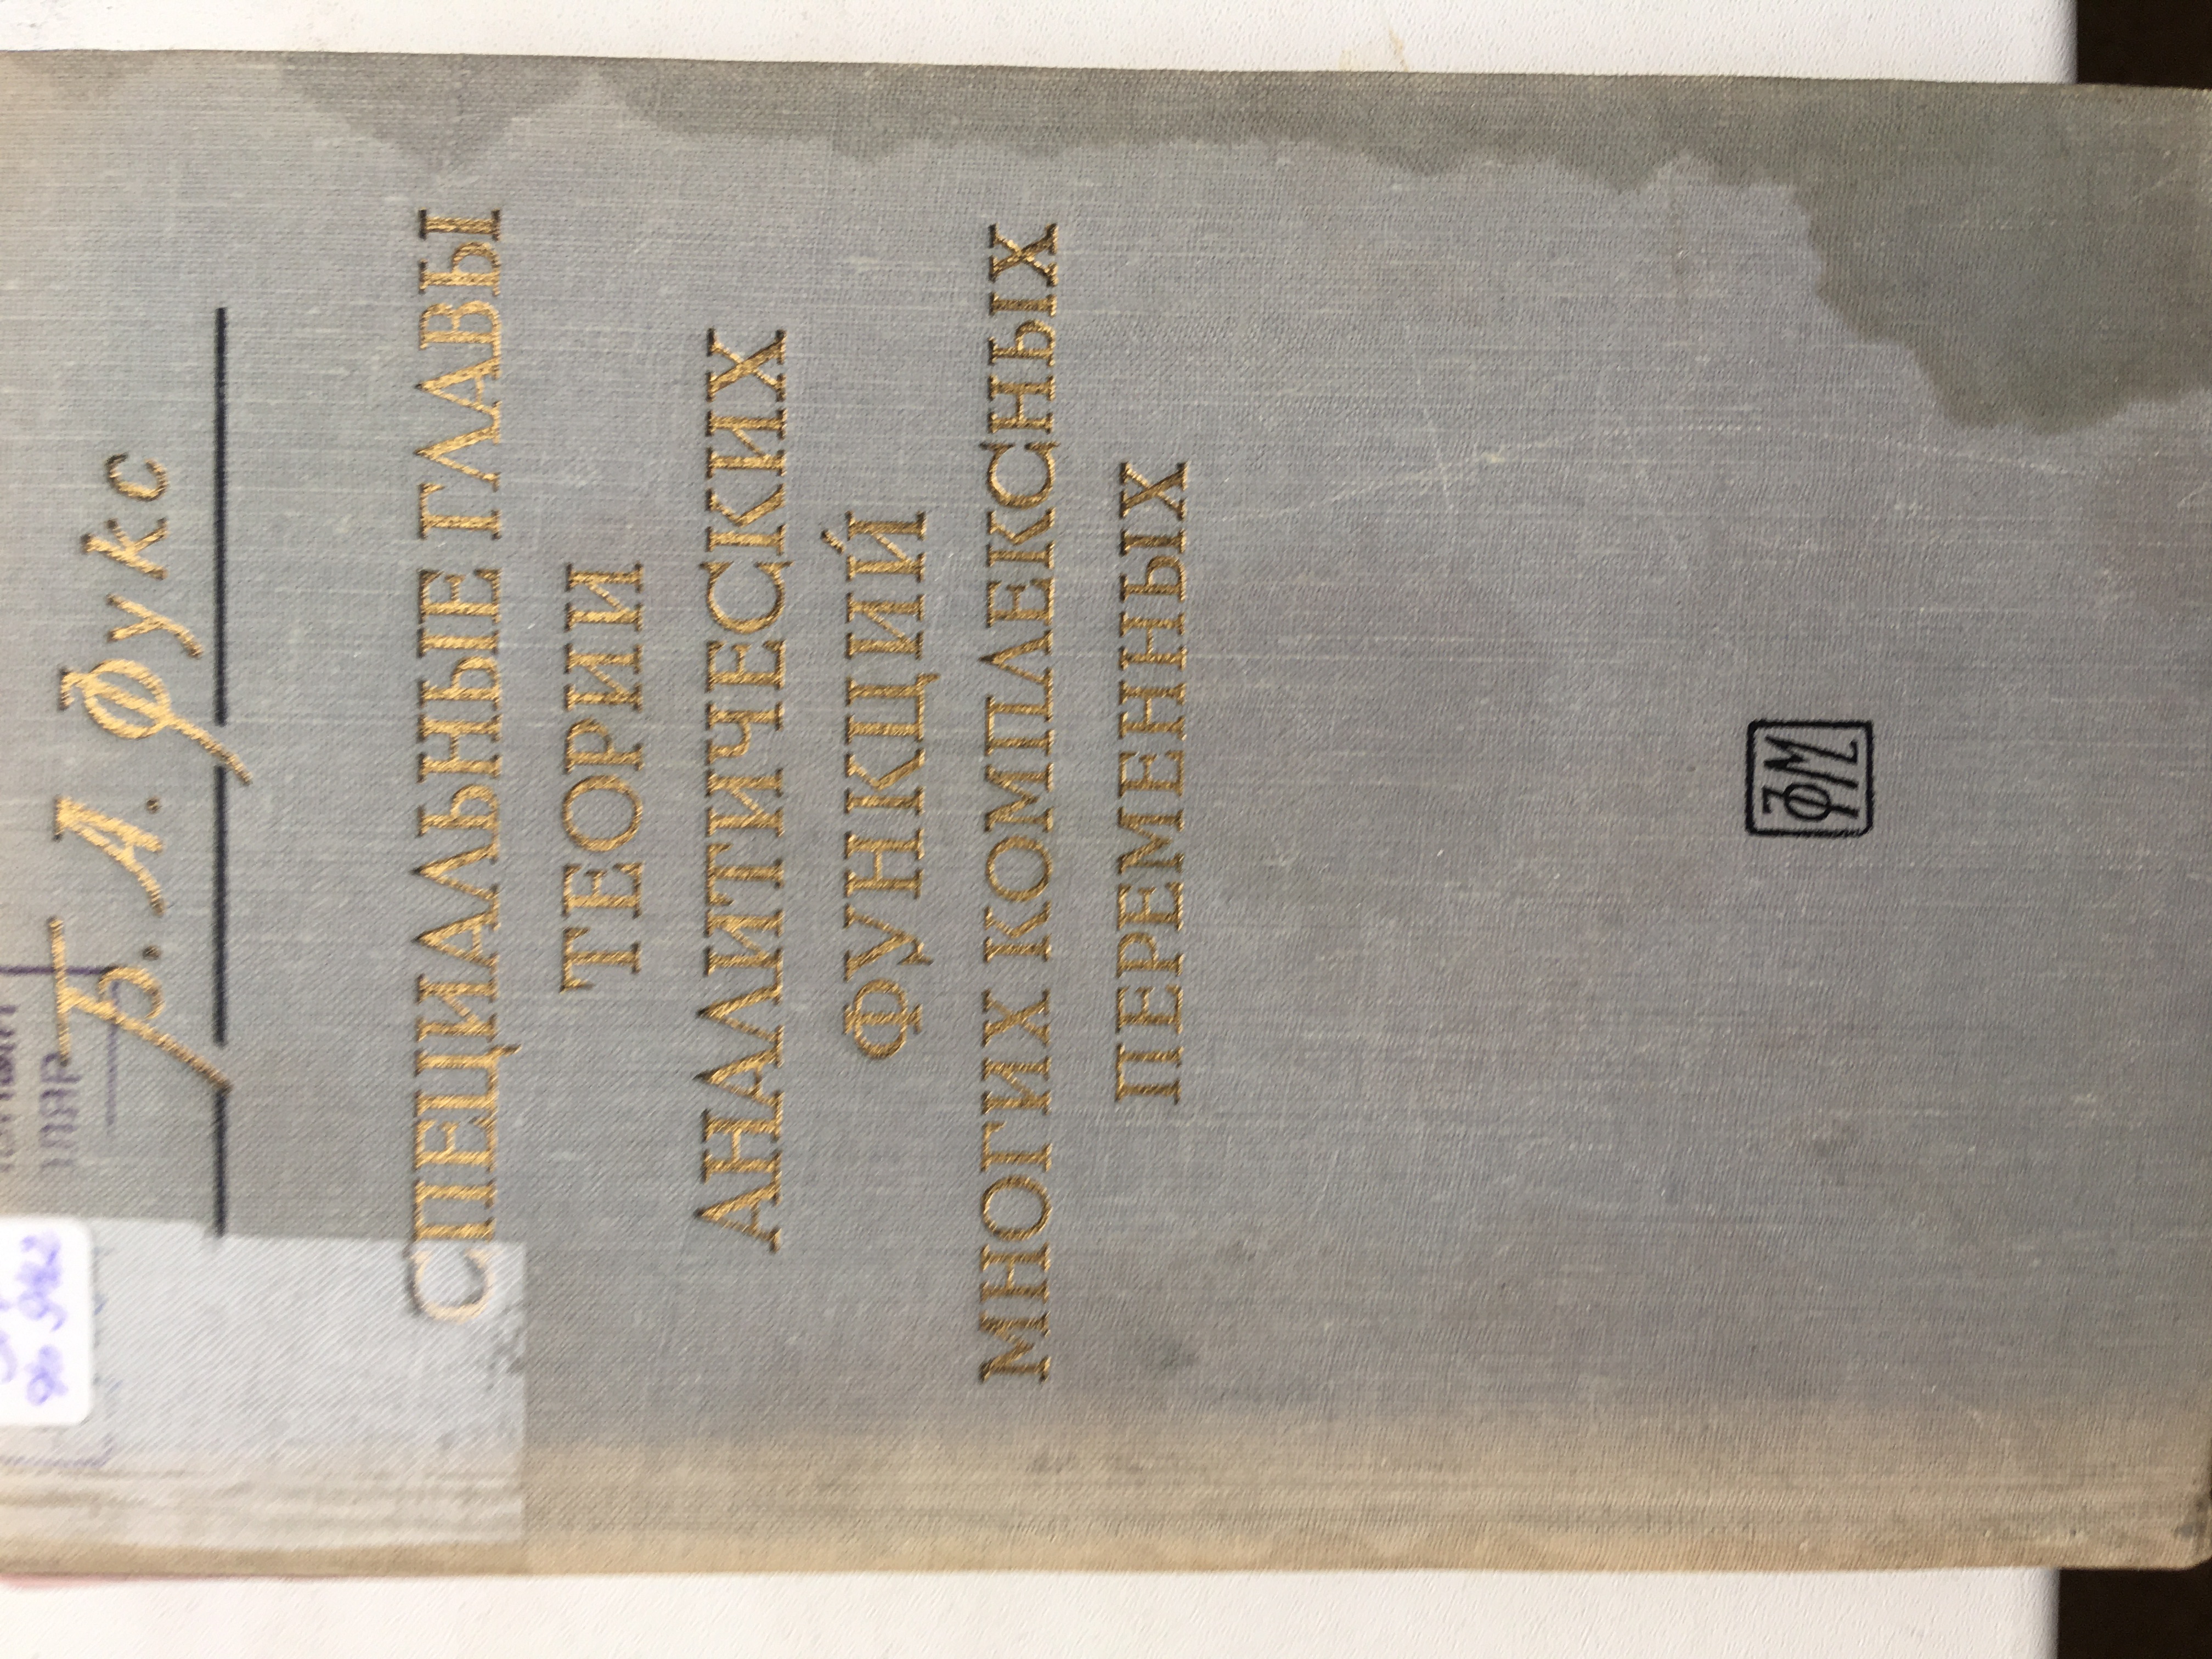 Б. А. Фукс
СПЕЦИАЛЬНЫЕ ГЛАВЫ
ТЕОРИИ
АНАЛИТИЧЕСКИХ
ФУНКЦИЙ
МНОГИХ КОМПЛЕКСНЫХ
ПЕРЕМЕННЫХ
ФМ